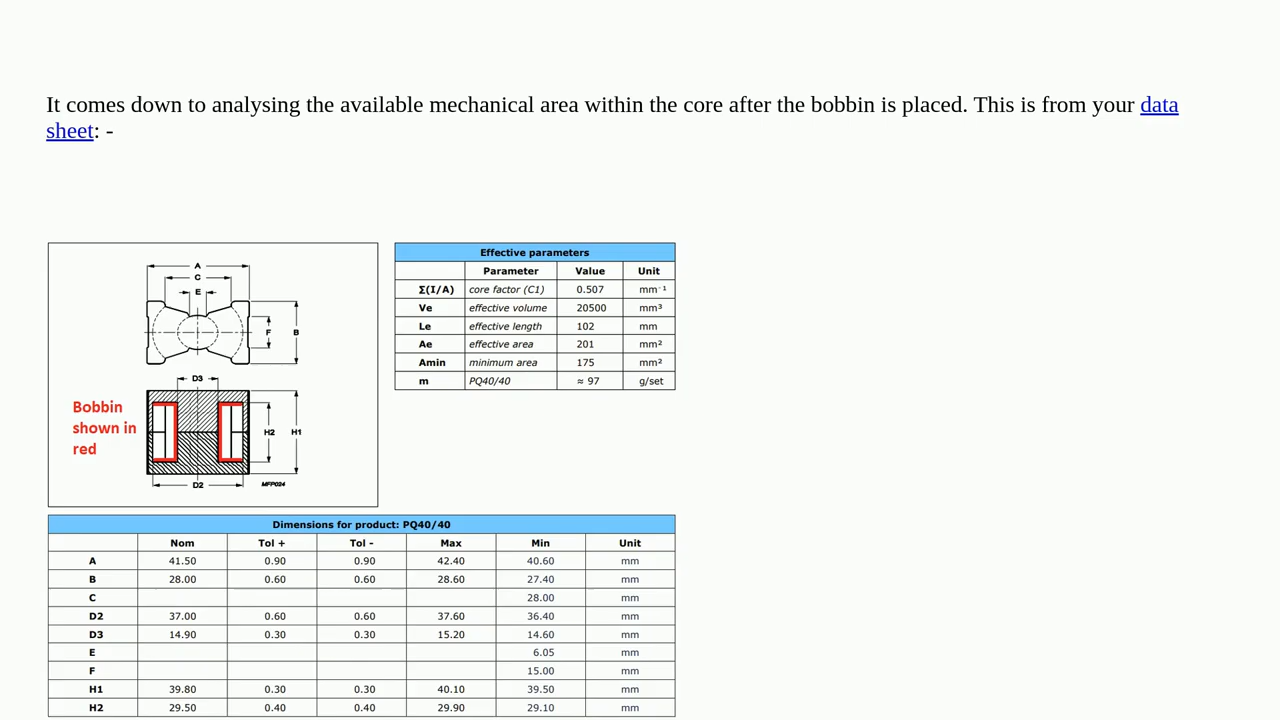 It comes down to analysing the available mechanical area within the core after the bobbin is placed. This is from your data
sheet: -
A
C
E
F
B
D3
Bobbin
shown in
red
H2
H1
D2
MFP024
Effective parameters
Parameter Value Unit
Σ(I/A) core factor (C1) 0.507 mm⁻¹
Ve effective volume 20500 mm³
Le effective length 102 mm
Ae effective area 201 mm²
Amin minimum area 175 mm²
m PQ40/40 ≈ 97 g/set
Dimensions for product: PQ40/40
Nom Tol + Tol - Max Min Unit
A 41.50 0.90 0.90 42.40 40.60 mm
B 28.00 0.60 0.60 28.60 27.40 mm
C 28.00 mm
D2 37.00 0.60 0.60 37.60 36.40 mm
D3 14.90 0.30 0.30 15.20 14.60 mm
E 6.05 mm
F 15.00 mm
H1 39.80 0.30 0.30 40.10 39.50 mm
H2 29.50 0.40 0.40 29.90 29.10 mm